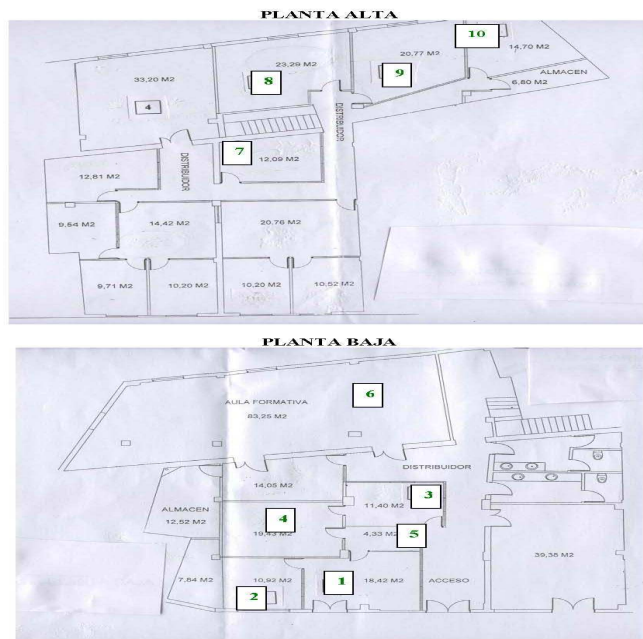 PLANTA ALTA
10
20,77 M2
14,70 M2
23,29 M2
9
ALMACEN
33,20 M2
8
6,80 M2
4
DISTRIBUIDOR
7
12,09 M2
DISTRIBUIDOR
12,81 M2
9,54 M2
14,42 M2
20,76 M2
9,71 M2
10,20 M2
10,20 M2
10,52 M2
PLANTA BAJA
6
AULA FORMATIVA
83,25 M2
DISTRIBUIDOR
14,05 M2
3
11,40 M2
ALMACEN
12,52 M2
4
19,43 M2
4,33 M2
5
39,36 M2
7,64 M2
10,92 M2
1
18,42 M2
ACCESO
2